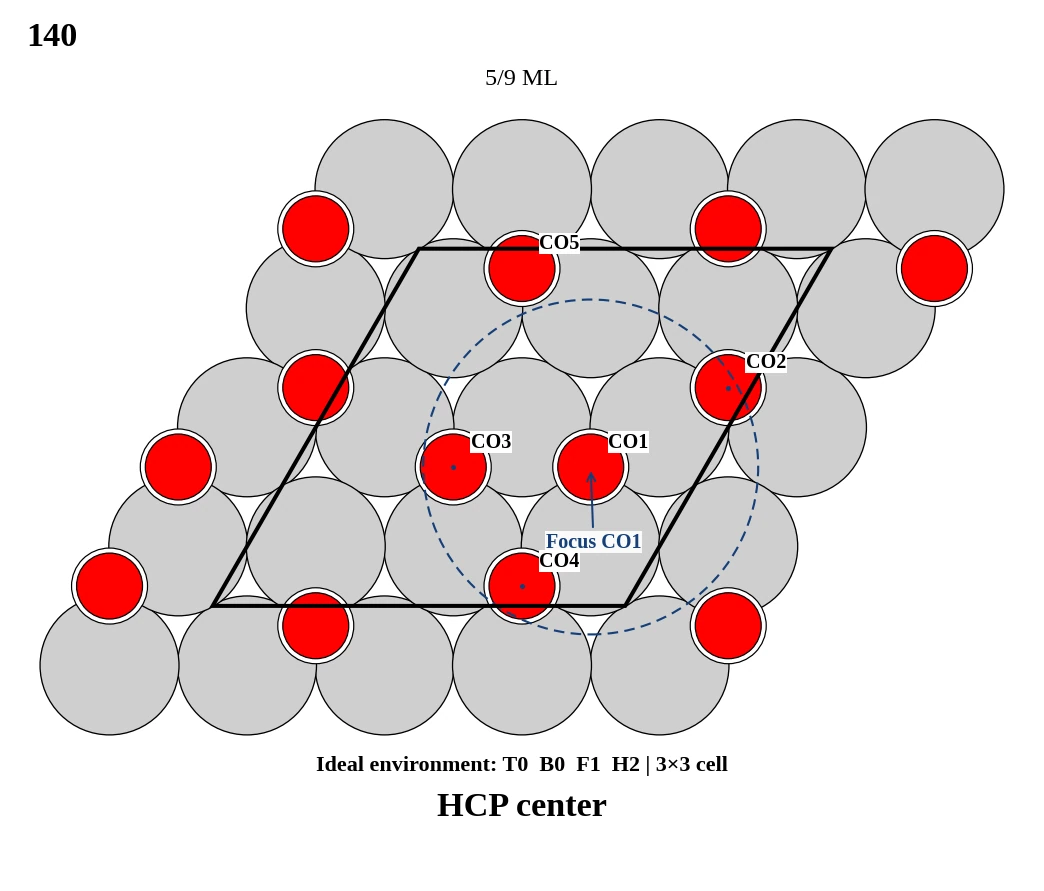 140
5/9 ML
CO5
CO2
CO3
CO1
Focus CO1
CO4
Ideal environment: T0  B0  F1  H2 | 3×3 cell
HCP center